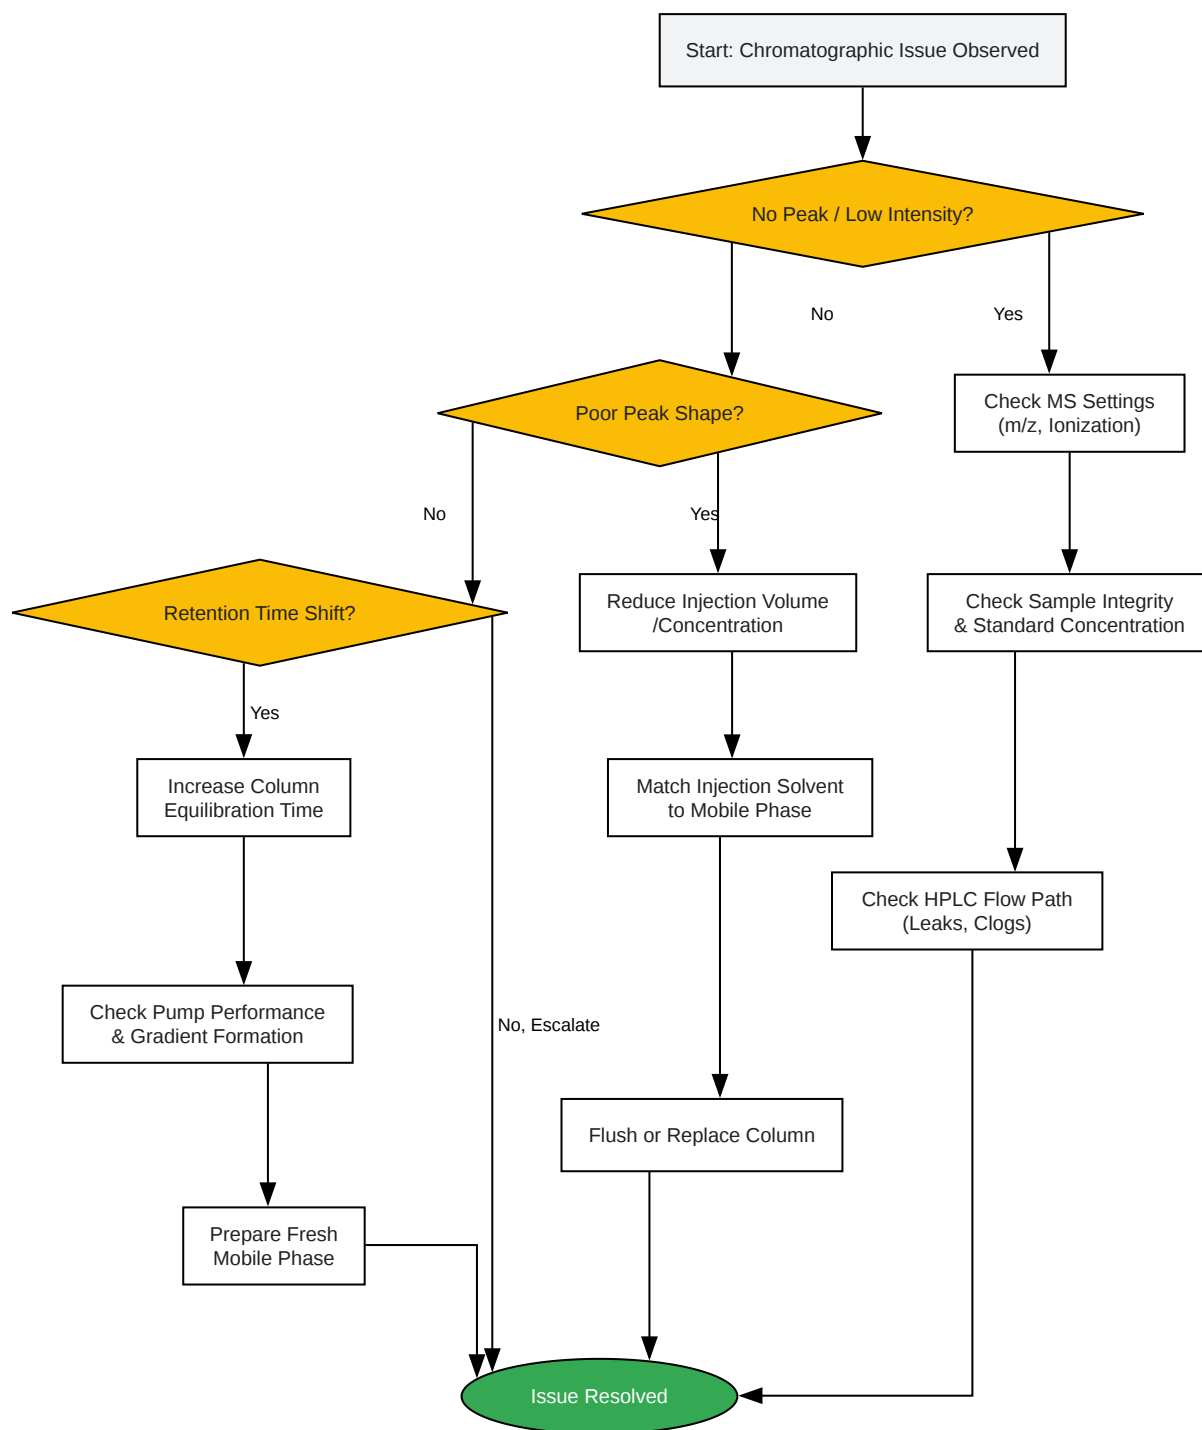 Start: Chromatographic Issue Observed
No Peak / Low Intensity?
No
Yes
Poor Peak Shape?
Check MS Settings
(m/z, Ionization)
No
Yes
Retention Time Shift?
Reduce Injection Volume
/Concentration
Check Sample Integrity
& Standard Concentration
Yes
Increase Column
Equilibration Time
Match Injection Solvent
to Mobile Phase
Check HPLC Flow Path
(Leaks, Clogs)
Check Pump Performance
& Gradient Formation
No, Escalate
Flush or Replace Column
Prepare Fresh
Mobile Phase
Issue Resolved